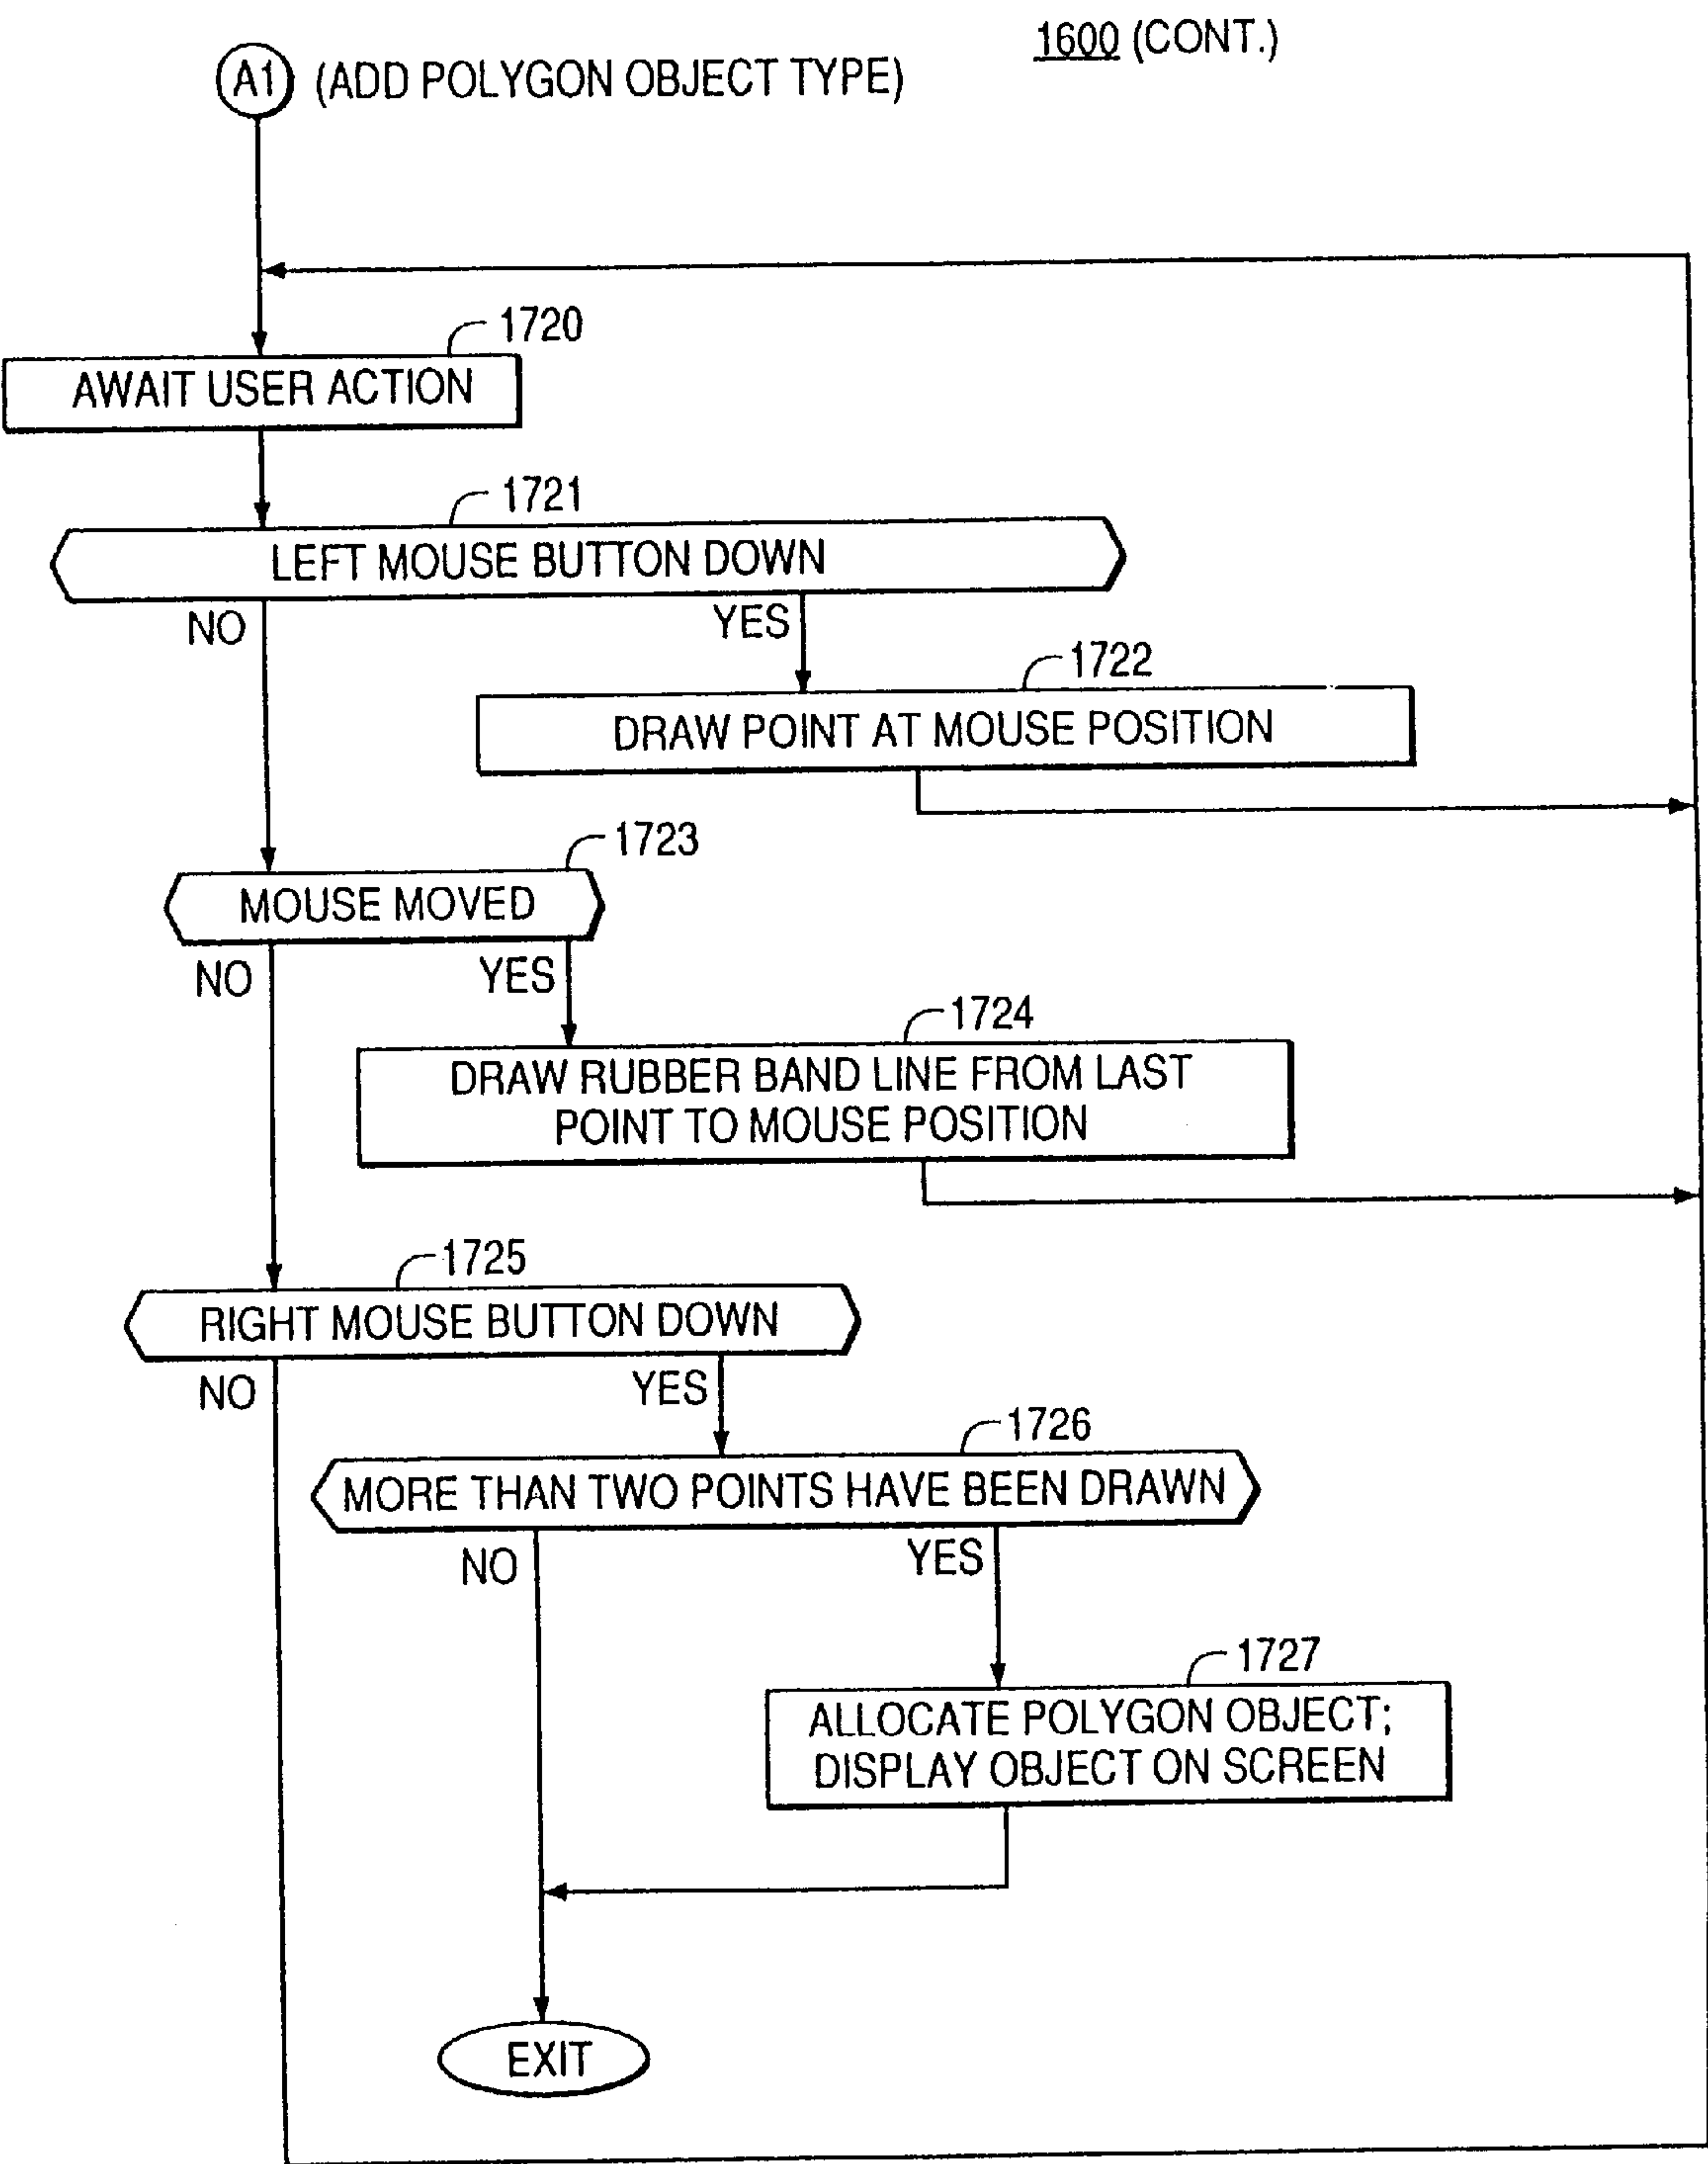 1600 (CONT.)
A1 (ADD POLYGON OBJECT TYPE)
1720
AWAIT USER ACTION
1721
LEFT MOUSE BUTTON DOWN
NO
YES
1722
DRAW POINT AT MOUSE POSITION
1723
MOUSE MOVED
NO
YES
1724
DRAW RUBBER BAND LINE FROM LAST
POINT TO MOUSE POSITION
1725
RIGHT MOUSE BUTTON DOWN
NO
YES
1726
MORE THAN TWO POINTS HAVE BEEN DRAWN
NO
YES
1727
ALLOCATE POLYGON OBJECT;
DISPLAY OBJECT ON SCREEN
EXIT